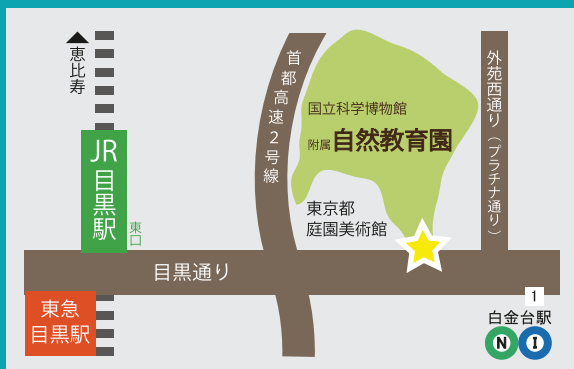 恵比寿
JR目黒駅
東口
首都高速2号線
国立科学博物館
附属 自然教育園
東京都
庭園美術館
外苑西通り(プラチナ通り)
目黒通り
東急
目黒駅
1
白金台駅
N I